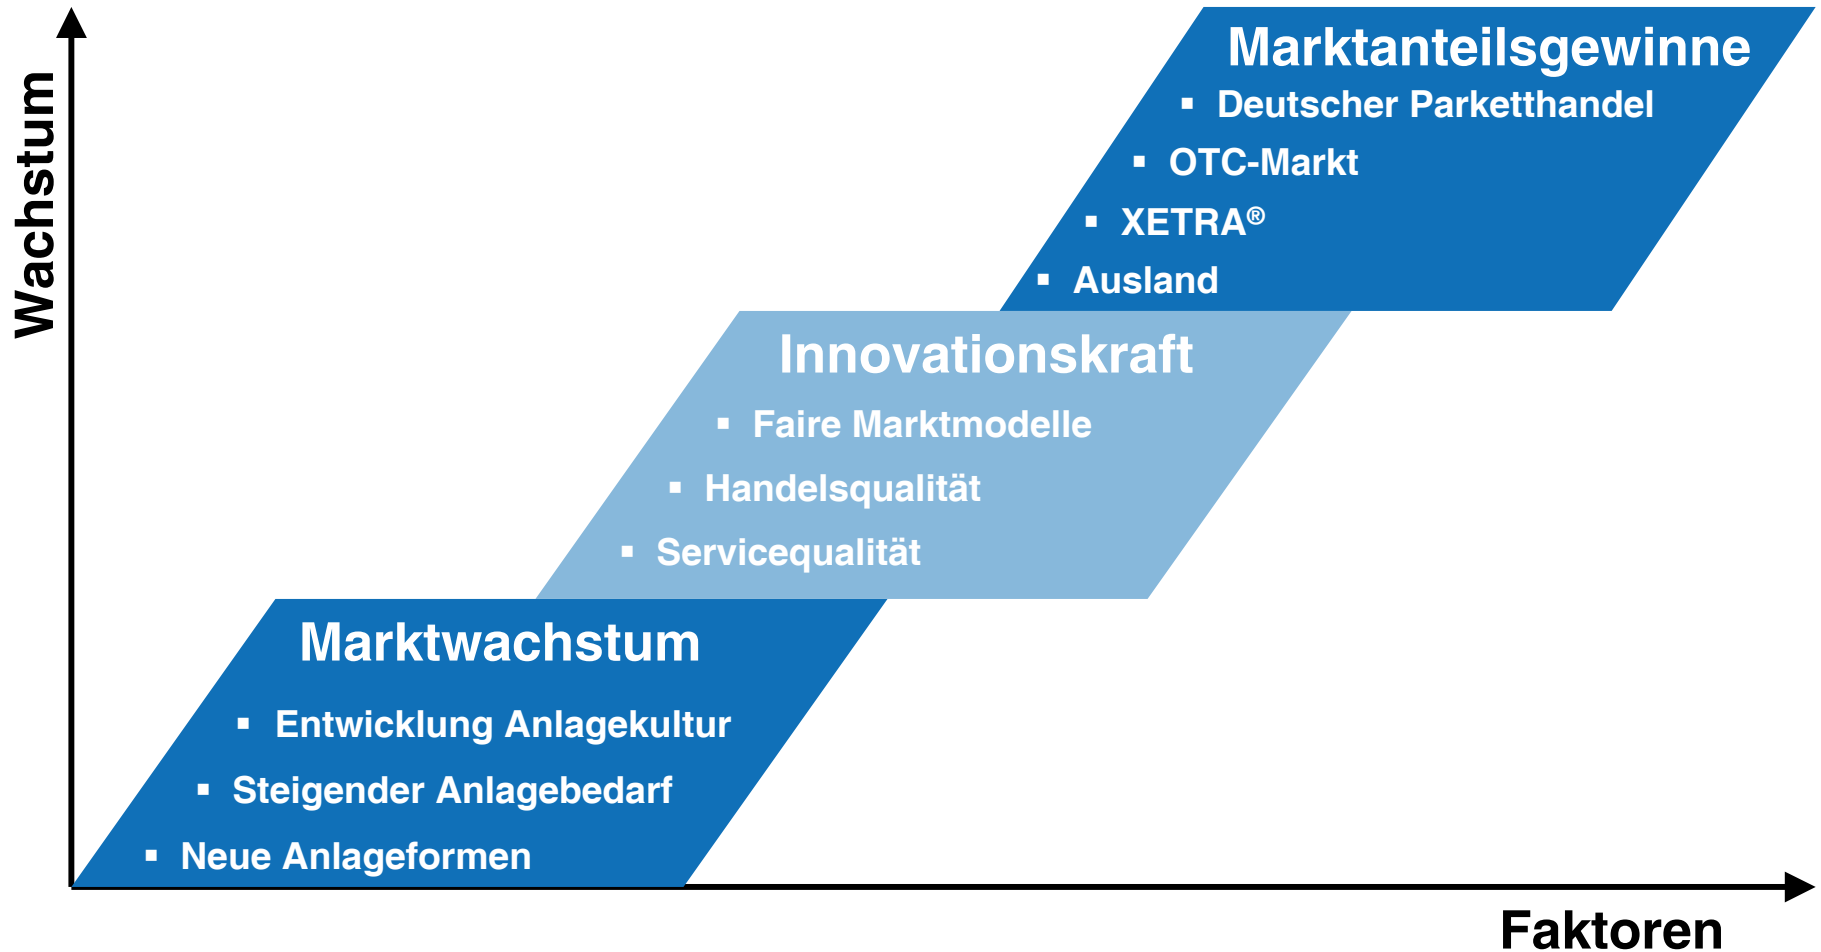 Wachstum
Marktanteilsgewinne
▪ Deutscher Parketthandel
▪ OTC-Markt
▪ XETRA®
▪ Ausland
Innovationskraft
▪ Faire Marktmodelle
▪ Handelsqualität
▪ Servicequalität
Marktwachstum
▪ Entwicklung Anlagekultur
▪ Steigender Anlagebedarf
▪ Neue Anlageformen
Faktoren